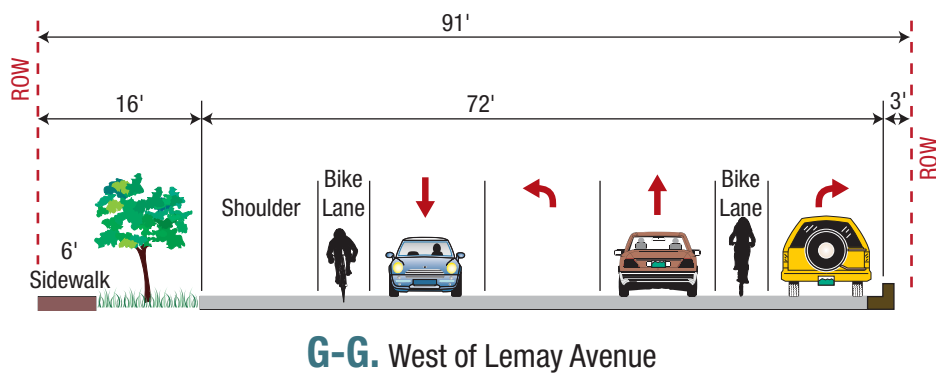 91'
ROW
16'
72'
3'
ROW
Shoulder
Bike
Lane
Bike
Lane
6'
Sidewalk
G-G. West of Lemay Avenue